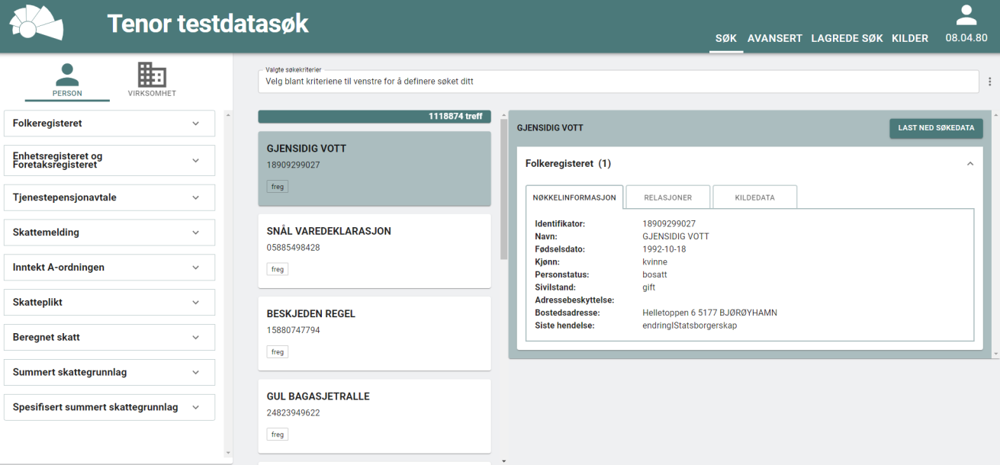 Tenor testdatasøk
SØK
AVANSERT
LAGREDE SØK
KILDER
08.04.80
PERSON
VIRKSOMHET
Folkeregisteret
Enhetsregisteret og
Foretaksregisteret
Tjenestepensjonavtale
Skattemelding
Inntekt A-ordningen
Skatteplikt
Beregnet skatt
Summert skattegrunnlag
Spesifisert summert skattegrunnlag
Valgte søkekriterier
Velg blant kriteriene til venstre for å definere søket ditt
1118874 treff
GJENSIDIG VOTT
18909299027
freg
SNÅL VAREDEKLARASJON
05885498428
freg
BESKJEDEN REGEL
15880747794
freg
GUL BAGASJETRALLE
24823949622
freg
GJENSIDIG VOTT
LAST NED SØKEDATA
Folkeregisteret (1)
NØKKELINFORMASJON
RELASJONER
KILDEDATA
Identifikator: 18909299027
Navn: GJENSIDIG VOTT
Fødselsdato: 1992-10-18
Kjønn: kvinne
Personstatus: bosatt
Sivilstand: gift
Adressebeskyttelse:
Bostedsadresse: Helletoppen 6 5177 BJØRØYHAMN
Siste hendelse: endringIStatsborgerskap